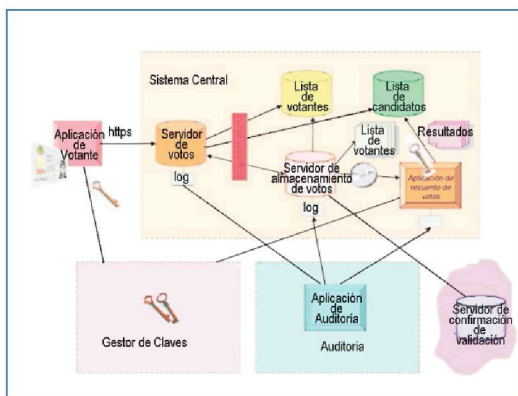 Sistema Central
Lista
de
votantes
Lista
de
candidatos
https
Aplicación
de
Votante
Servidor
de
votos
Lista
de
votantes
Resultados
log
Servidor de
almacenamiento
de votos
Aplicación
de recuento de
votos
log
Gestor de Claves
Aplicación
de
Auditoría
Auditoria
Servidor de
confirmación
de
validación